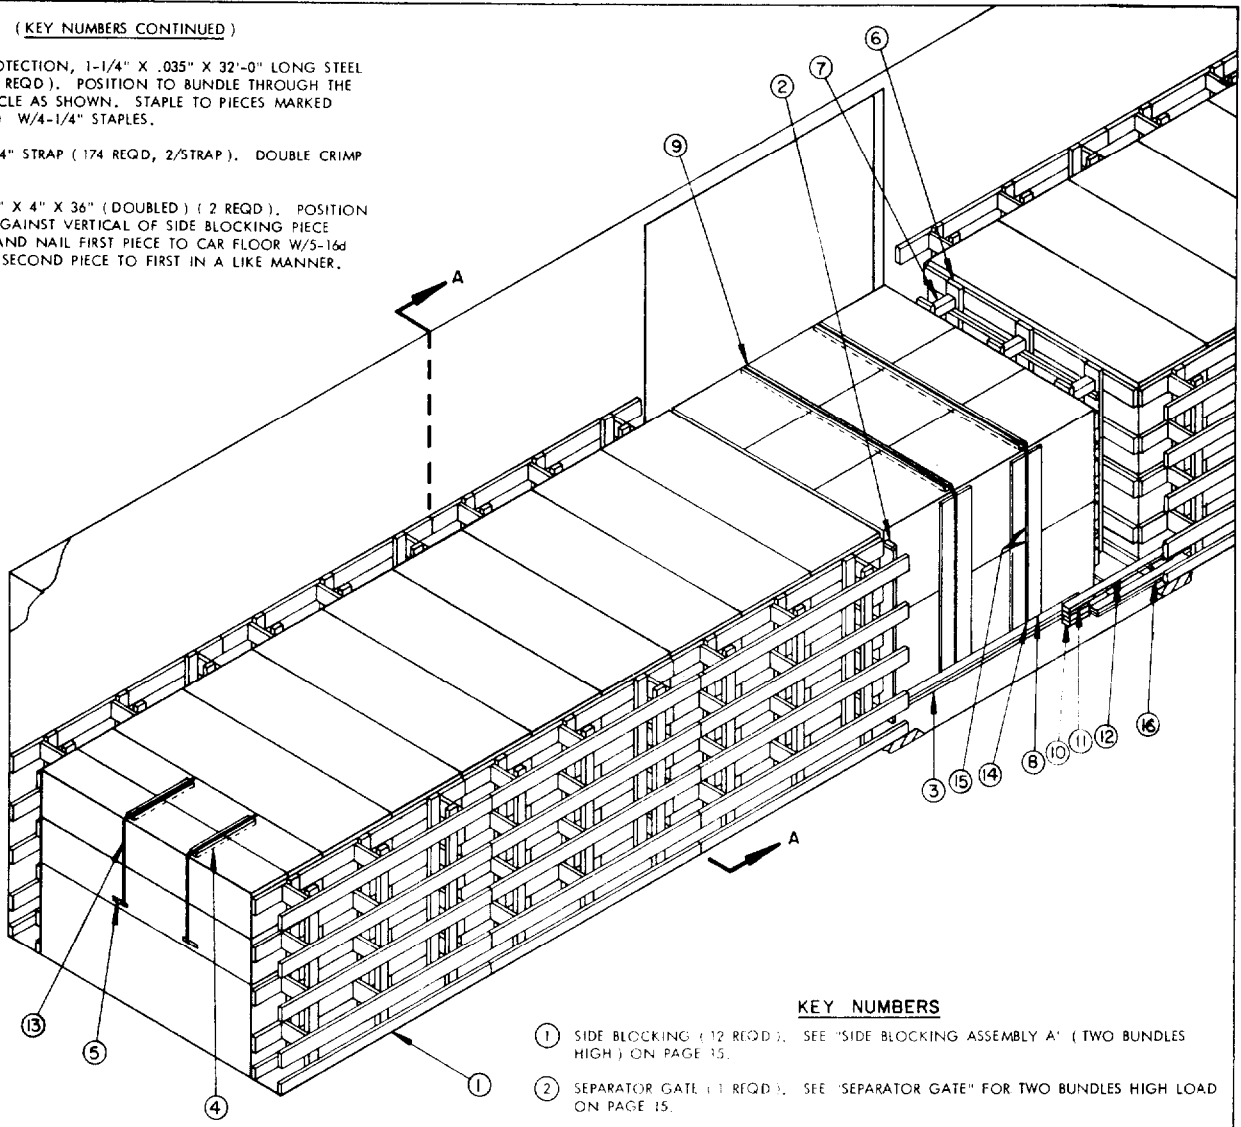 ( KEY NUMBERS CONTINUED )
OTECTION, 1-1/4" X .035" X 32'-0" LONG STEEL
REQD ). POSITION TO BUNDLE THROUGH THE
CLE AS SHOWN. STAPLE TO PIECES MARKED
W/4-1/4" STAPLES.
4" STRAP ( 174 REQD, 2/STRAP ). DOUBLE CRIMP
" X 4" X 36" ( DOUBLED ) ( 2 REQD ). POSITION
GAINST VERTICAL OF SIDE BLOCKING PIECE
AND NAIL FIRST PIECE TO CAR FLOOR W/5-16d
SECOND PIECE TO FIRST IN A LIKE MANNER.
6
7
2
9
A
A
3
15
14
8
10
11
12
16
13
5
4
1
KEY NUMBERS
1 SIDE BLOCKING ( 12 REQD ). SEE "SIDE BLOCKING ASSEMBLY A" ( TWO BUNDLES
HIGH ) ON PAGE 15.
2 SEPARATOR GATE ( 1 REQD ). SEE "SEPARATOR GATE" FOR TWO BUNDLES HIGH LOAD
ON PAGE 15.